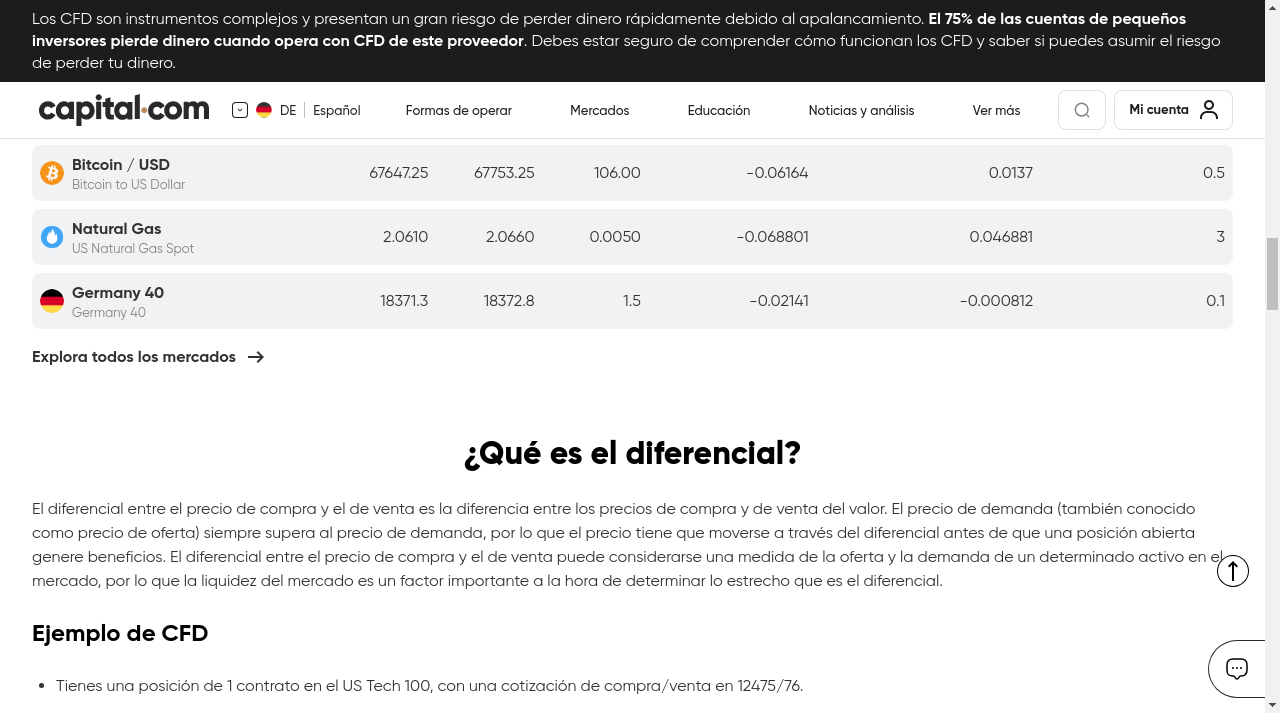 Los CFD son instrumentos complejos y presentan un gran riesgo de perder dinero rápidamente debido al apalancamiento. El 75% de las cuentas de pequeños
inversores pierde dinero cuando opera con CFD de este proveedor. Debes estar seguro de comprender cómo funcionan los CFD y saber si puedes asumir el riesgo
de perder tu dinero.
capital.com DE Español Formas de operar Mercados Educación Noticias y análisis Ver más Mi cuenta
Bitcoin / USD 67647.25 67753.25 106.00 -0.06164 0.0137 0.5
Bitcoin to US Dollar
Natural Gas 2.0610 2.0660 0.0050 -0.068801 0.046881 3
US Natural Gas Spot
Germany 40 18371.3 18372.8 1.5 -0.02141 -0.000812 0.1
Germany 40
Explora todos los mercados
¿Qué es el diferencial?
El diferencial entre el precio de compra y el de venta es la diferencia entre los precios de compra y de venta del valor. El precio de demanda (también conocido
como precio de oferta) siempre supera al precio de demanda, por lo que el precio tiene que moverse a través del diferencial antes de que una posición abierta
genere beneficios. El diferencial entre el precio de compra y el de venta puede considerarse una medida de la oferta y la demanda de un determinado activo en el
mercado, por lo que la liquidez del mercado es un factor importante a la hora de determinar lo estrecho que es el diferencial.
Ejemplo de CFD
• Tienes una posición de 1 contrato en el US Tech 100, con una cotización de compra/venta en 12475/76.